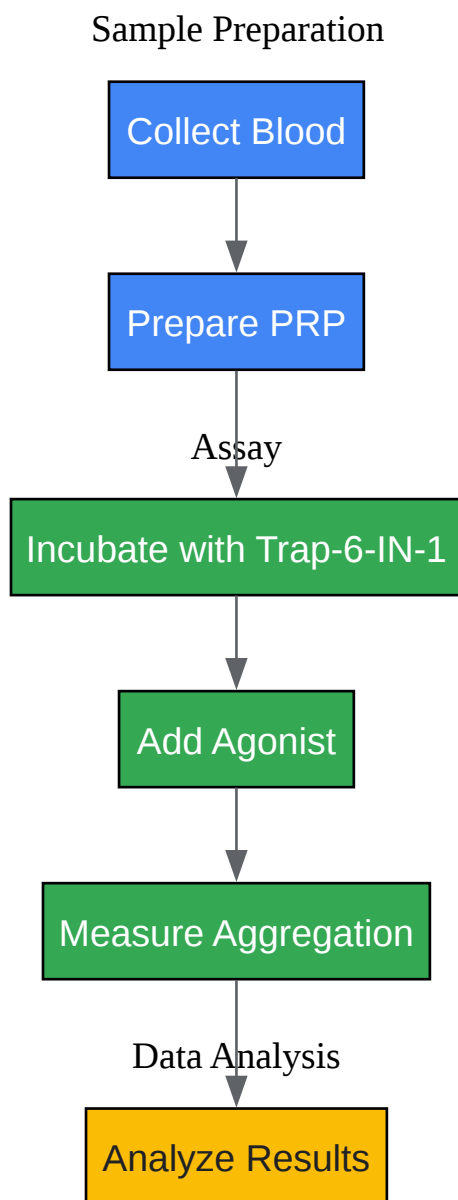 Sample Preparation
Collect Blood
Prepare PRP
Assay
Incubate with Trap-6-IN-1
Add Agonist
Measure Aggregation
Data Analysis
Analyze Results